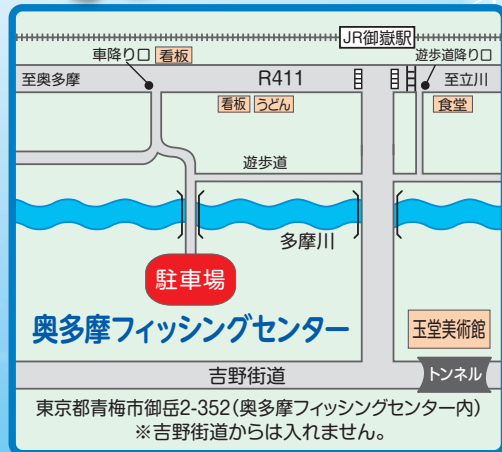 JR御嶽駅
車降り口 看板
遊歩道降り口
至奥多摩
R411
至立川
看板 うどん
食堂
遊歩道
多摩川
駐車場
奥多摩フィッシングセンター
玉堂美術館
吉野街道
トンネル
東京都青梅市御岳2-352(奥多摩フィッシングセンター内)
※吉野街道からは入れません。